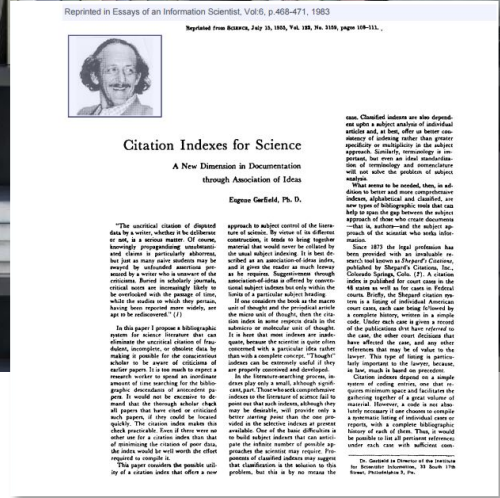 Reprinted in Essays of an Information Scientist, Vol:6, p.468-471, 1983
Reprinted from SCIENCE, July 15, 1955, Vol. 122, No. 3159, pages 108-111.
Citation Indexes for Science
A New Dimension in Documentation
through Association of Ideas
Eugene Garfield, Ph. D.
"The uncritical citation of disputed
data by a writer, whether it be deliberate
or not, is a serious matter. Of course,
knowingly propagandizing unsubstanti-
ated claims is particularly abhorrent,
but just as many naive students may be
swayed by unfounded assertions pre-
sented by a writer who is unaware of the
criticisms. Buried in scholarly journals,
critical notes are increasingly likely to
be overlooked with the passage of time,
while the studies to which they pertain,
having been reported more widely, are
apt to be rediscovered." (1)
In this paper I propose a bibliographic
system for science literature that can
eliminate the uncritical citation of frau-
dulent, incomplete, or obsolete data by
making it possible for the conscientious
scholar to be aware of criticisms of
earlier papers. It is too much to expect a
research worker to spend an inordinate
amount of time searching for the biblio-
graphic descendants of antecedent pa-
pers. It would not be excessive to de-
mand that the thorough scholar check
all papers that have cited or criticized
such papers, if they could be located
quickly. The citation index makes this
check practicable. Even if there were no
other use for a citation index than that
of minimizing the citation of poor data,
the index would be well worth the effort
required to compile it.
This paper considers the possible util-
ity of a citation index that offers a new
approach to subject control of the litera-
ture of science. By virtue of its different
construction, it tends to bring together
material that would never be collated by
the usual subject indexing. It is best de-
scribed as an association-of-ideas index,
and it gives the reader as much leeway
as he requires. Suggestiveness through
association-of-ideas is offered by conven-
tional subject indexes but only within the
limits of a particular subject heading.
If one considers the book as the macro
unit of thought and the periodical article
the micro unit of thought, then the cita-
tion index in some respects deals in the
submicro or molecular unit of thought.
It is here that most indexes are inade-
quate, because the scientist is quite often
concerned with a particular idea rather
than with a complete concept. "Thought"
indexes can be extremely useful if they
are properly conceived and developed.
In the literature-searching process, in-
dexes play only a small, although signifi-
cant, part. Those who seek comprehensive
indexes to the literature of science fail to
point out that such indexes, although they
may be desirable, will provide only a
better starting point than the one pro-
vided in the selective indexes at present
available. One of the basic difficulties is
to build subject indexes that can antici-
pate the infinite number of possible ap-
proaches the scientist may require. Pro-
ponents of classified indexes may suggest
that classification is the solution to this
problem, but this is by no means the
case. Classified indexes are also depend-
ent upon a subject analysis of individual
articles and, at best, offer us better con-
sistency of indexing rather than greater
specificity or multiplicity in the subject
approach. Similarly, terminology is im-
portant, but even an ideal standardiza-
tion of terminology and nomenclature
will not solve the problem of subject
analysis.
What seems to be needed, then, in ad-
dition to better and more comprehensive
indexes, alphabetical and classified, are
new types of bibliographic tools that can
help to span the gap between the subject
approach of those who create documents
—that is, authors—and the subject ap-
proach of the scientist who seeks infor-
mation.
Since 1873 the legal profession has
been provided with an invaluable re-
search tool known as Shepard's Citations,
published by Shepard's Citations, Inc.,
Colorado Springs, Colo. (2). A citation
index is published for court cases in the
48 states as well as for cases in Federal
courts. Briefly, the Shepard citation sys-
tem is a listing of individual American
court cases, each case being followed by
a complete history, written in a simple
code. Under each case is given a record
of the publications that have referred to
the case, the other court decisions that
have affected the case, and any other
references that may be of value to the
lawyer. This type of listing is particu-
larly important to the lawyer, because,
in law, much is based on precedent.
Citation indexes depend on a simple
system of coding entries, one that re-
quires minimum space and facilitates the
gathering together of a great volume of
material. However, a code is not abso-
lutely necessary if one chooses to compile
a systematic listing of individual cases or
reports, with a complete bibliographic
history of each of them. Thus, it would
be possible to list all pertinent references
under each case with sufficient com-
Dr. Garfield is Director of the Institute
for Scientific Information, 33 South 17th
Street, Philadelphia 3, Pa.